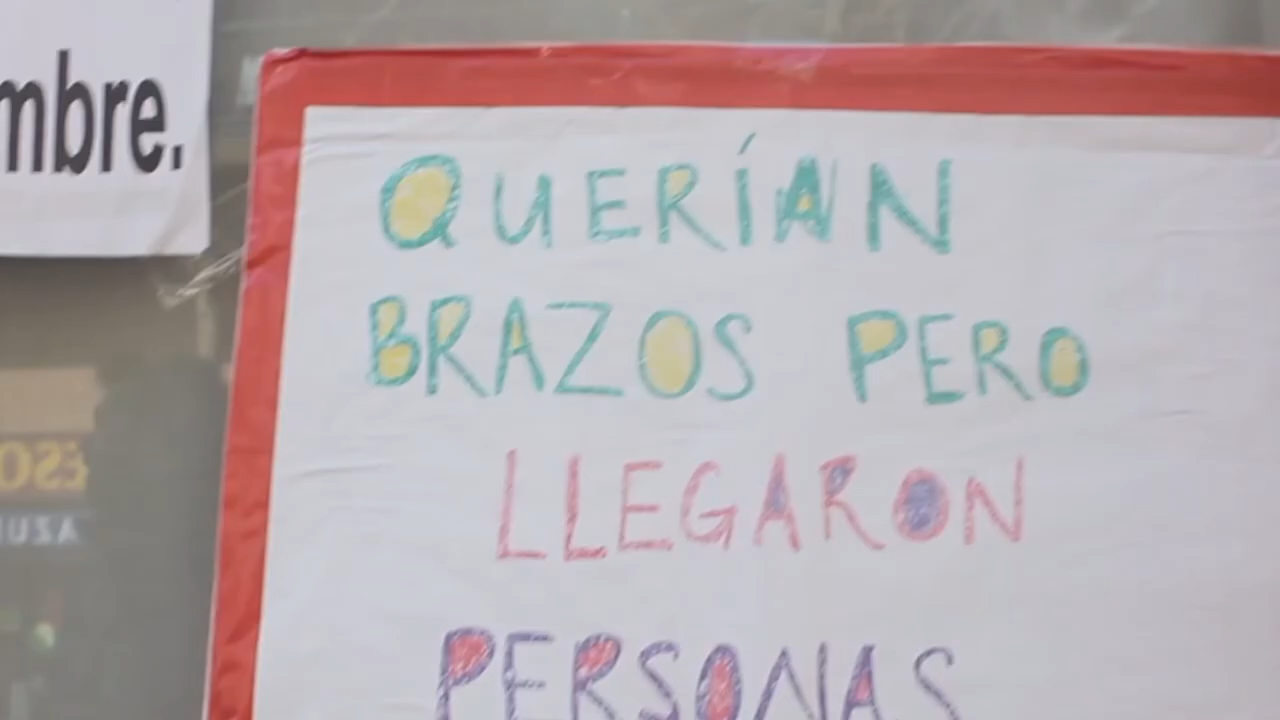 mbre.
QUERÍAN
BRAZOS PERO
LLEGARON
PERSONAS